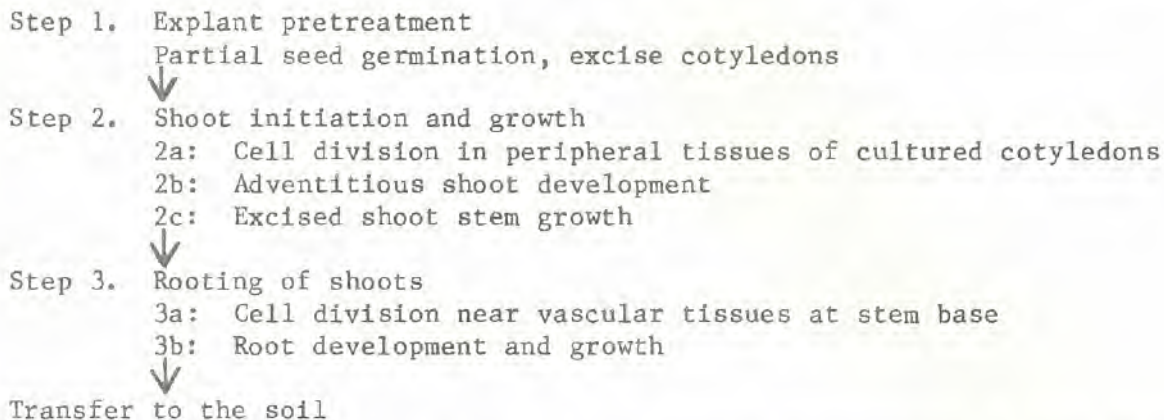 Step 1. Explant pretreatment
Partial seed germination, excise cotyledons
Step 2. Shoot initiation and growth
2a: Cell division in peripheral tissues of cultured cotyledons
2b: Adventitious shoot development
2c: Excised shoot stem growth
Step 3. Rooting of shoots
3a: Cell division near vascular tissues at stem base
3b: Root development and growth
Transfer to the soil